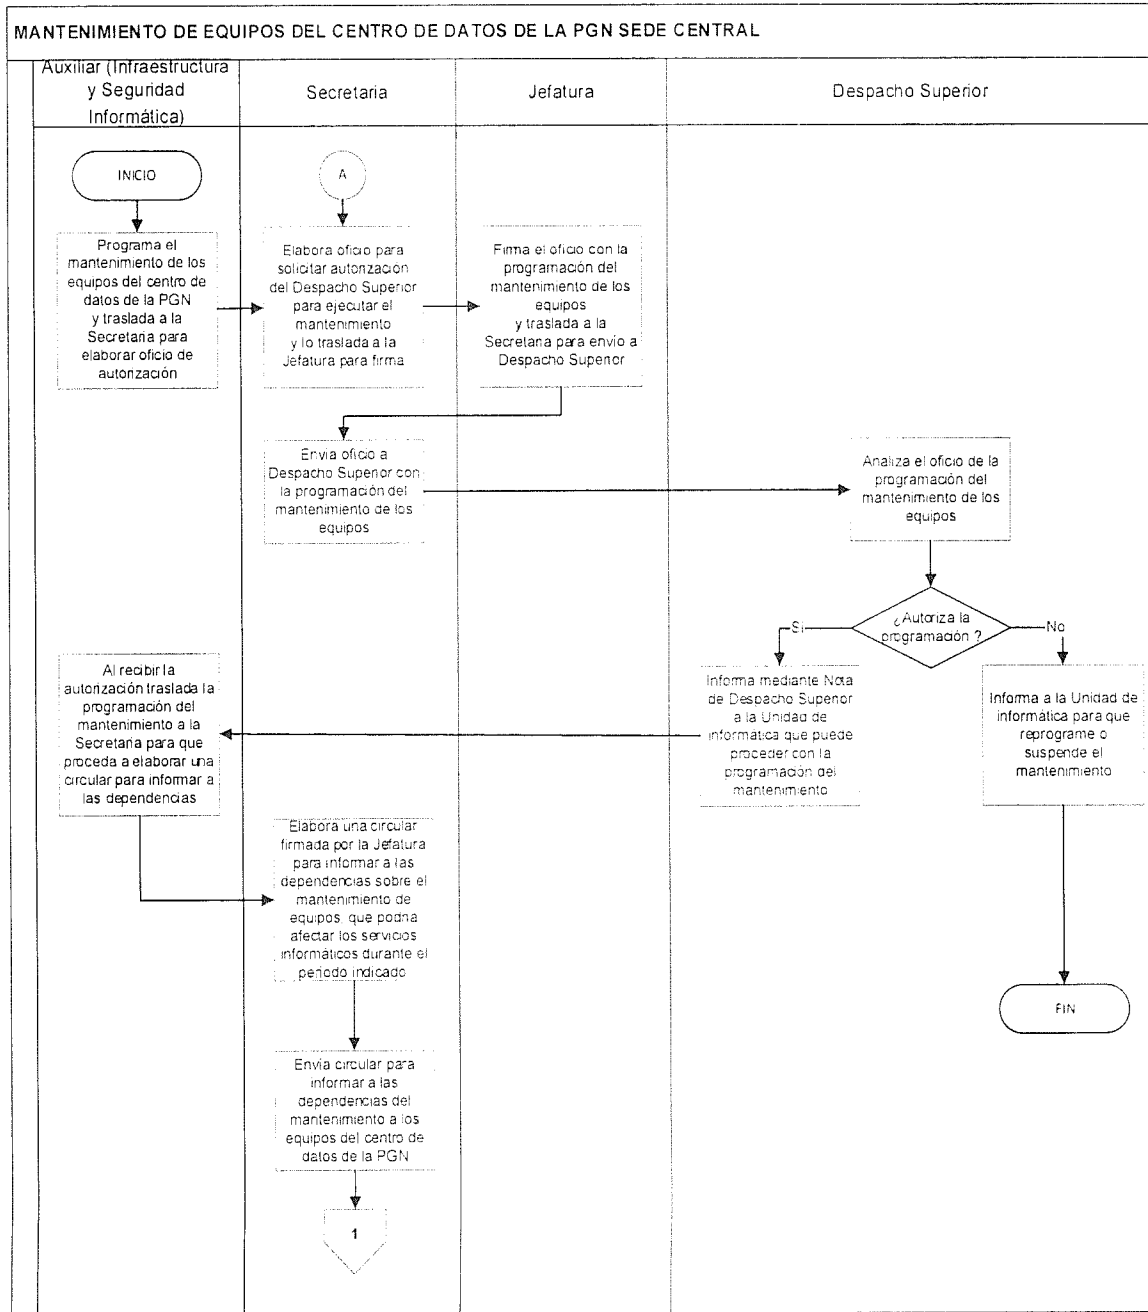 MANTENIMIENTO DE EQUIPOS DEL CENTRO DE DATOS DE LA PGN SEDE CENTRAL
Auxiliar (Infraestructura
y Seguridad
Informática)
Secretaria
Jefatura
Despacho Superior
INICIO
A
Programa el
mantenimiento de los
equipos del centro de
datos de la PGN
y traslada a la
Secretaria para
elaborar oficio de
autorización
Elabora oficio para
solicitar autorización
del Despacho Superior
para ejecutar el
mantenimiento
y lo traslada a la
Jefatura para firma
Firma el oficio con la
programación del
mantenimiento de los
equipos
y traslada a la
Secretaria para envio a
Despacho Superior
Envia oficio a
Despacho Superior con
la programación del
mantenimiento de los
equipos
Analiza el oficio de la
programación del
mantenimiento de los
equipos
¿Autoriza la
programación ?
Si
No
Al recibir la
autorización traslada la
programación del
mantenimiento a la
Secretaria para que
proceda a elaborar una
circular para informar a
las dependencias
Informa mediante Nota
de Despacho Superior
a la Unidad de
informática que puede
proceder con la
programación del
mantenimiento
Informa a la Unidad de
informática para que
reprograme o
suspende el
mantenimiento
Elabora una circular
firmada por la Jefatura
para informar a las
dependencias sobre el
mantenimiento de
equipos, que podria
afectar los servicios
informáticos durante el
periodo indicado
FIN
Envía circular para
informar a las
dependencias del
mantenimiento a los
equipos del centro de
datos de la PGN
1